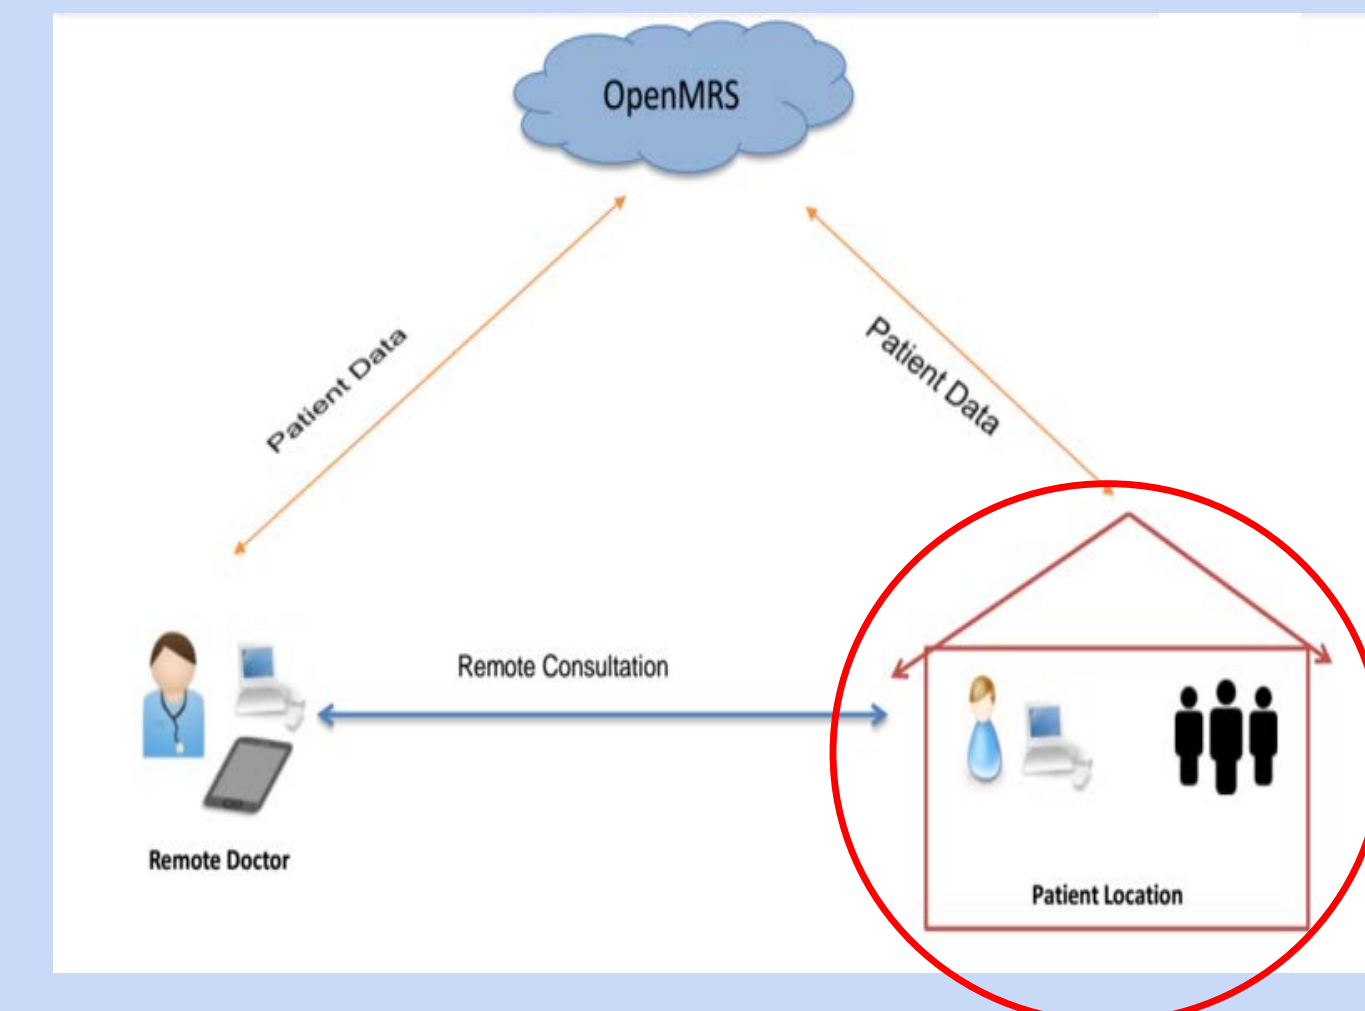 OpenMRS
Patient Data
Patient Data
Remote Consultation
Remote Doctor
Patient Location